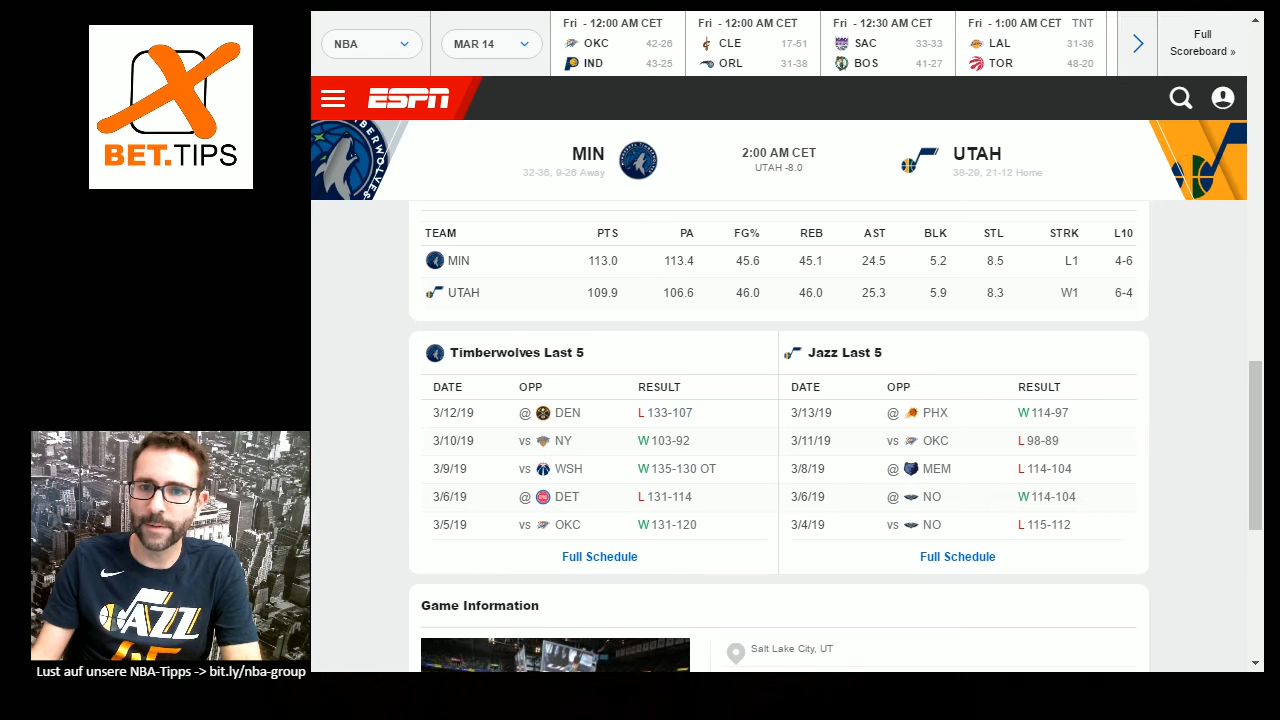 BET.TIPS
NBA
MAR 14
Fri - 12:00 AM CET
OKC 42-26
IND 43-25
Fri - 12:00 AM CET
CLE 17-51
ORL 31-38
Fri - 12:30 AM CET
SAC 33-33
BOS 41-27
Fri - 1:00 AM CET TNT
LAL 31-36
TOR 48-20
Full
Scoreboard »
ESPN
MIN
32-36, 9-26 Away
2:00 AM CET
UTAH -8.0
UTAH
38-29, 21-12 Home
TEAM PTS PA FG% REB AST BLK STL STRK L10
MIN 113.0 113.4 45.6 45.1 24.5 5.2 8.5 L1 4-6
UTAH 109.9 106.6 46.0 46.0 25.3 5.9 8.3 W1 6-4
Timberwolves Last 5
DATE OPP RESULT
3/12/19 @ DEN L 133-107
3/10/19 vs NY W 103-92
3/9/19 vs WSH W 135-130 OT
3/6/19 @ DET L 131-114
3/5/19 vs OKC W 131-120
Full Schedule
Jazz Last 5
DATE OPP RESULT
3/13/19 @ PHX W 114-97
3/11/19 vs OKC L 98-89
3/8/19 @ MEM L 114-104
3/6/19 @ NO W 114-104
3/4/19 vs NO L 115-112
Full Schedule
Game Information
Salt Lake City, UT
JAZZ
Lust auf unsere NBA-Tipps -> bit.ly/nba-group